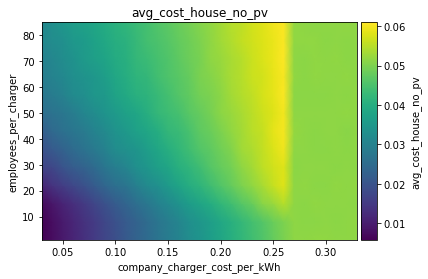 avg_cost_house_no_pv
80
70
60
50
40
30
20
10
employees_per_charger
0.05 0.10 0.15 0.20 0.25 0.30
company_charger_cost_per_kWh
0.06
0.05
0.04
0.03
0.02
0.01
avg_cost_house_no_pv